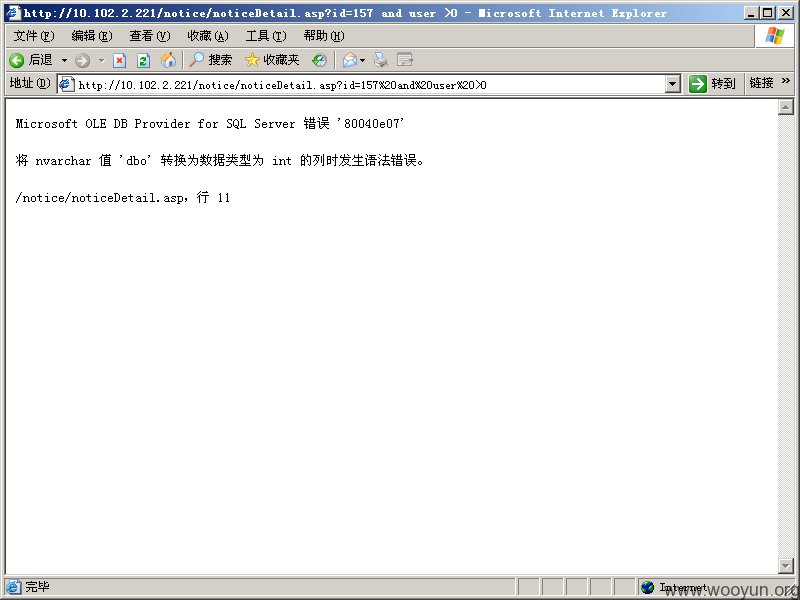 http://10.102.2.221/notice/noticeDetail.asp?id=157 and user >0 - Microsoft Internet Explorer
文件(F) 编辑(E) 查看(V) 收藏(A) 工具(T) 帮助(H)
后退 搜索 收藏夹
地址(D) http://10.102.2.221/notice/noticeDetail.asp?id=157%20and%20user%20>0 转到 链接 »
Microsoft OLE DB Provider for SQL Server 错误 '80040e07'
将 nvarchar 值 'dbo' 转换为数据类型为 int 的列时发生语法错误。
/notice/noticeDetail.asp，行 11
完毕 Internet
www.wooyun.org